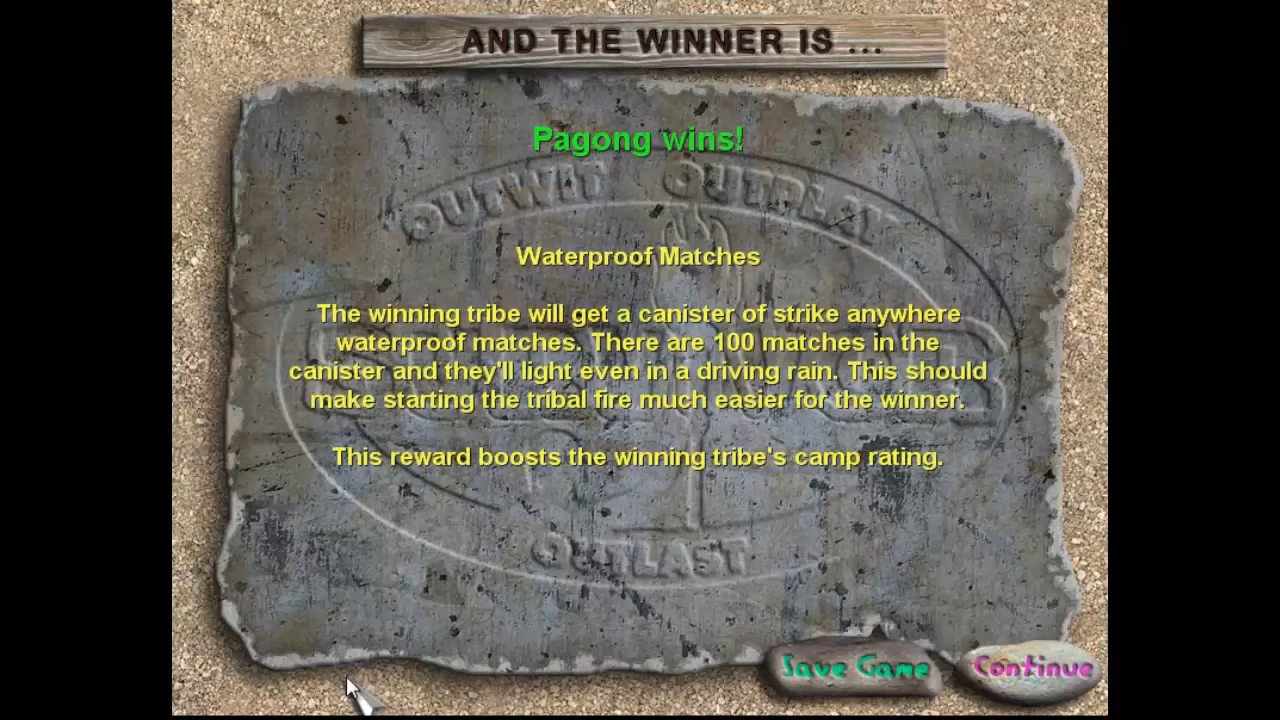 AND THE WINNER IS ...
Pagong wins!
OUTWIT OUTPLAY
Waterproof Matches
The winning tribe will get a canister of strike anywhere
waterproof matches. There are 100 matches in the
canister and they'll light even in a driving rain. This should
make starting the tribal fire much easier for the winner.
This reward boosts the winning tribe's camp rating.
OUTLAST
Save Game
Continue